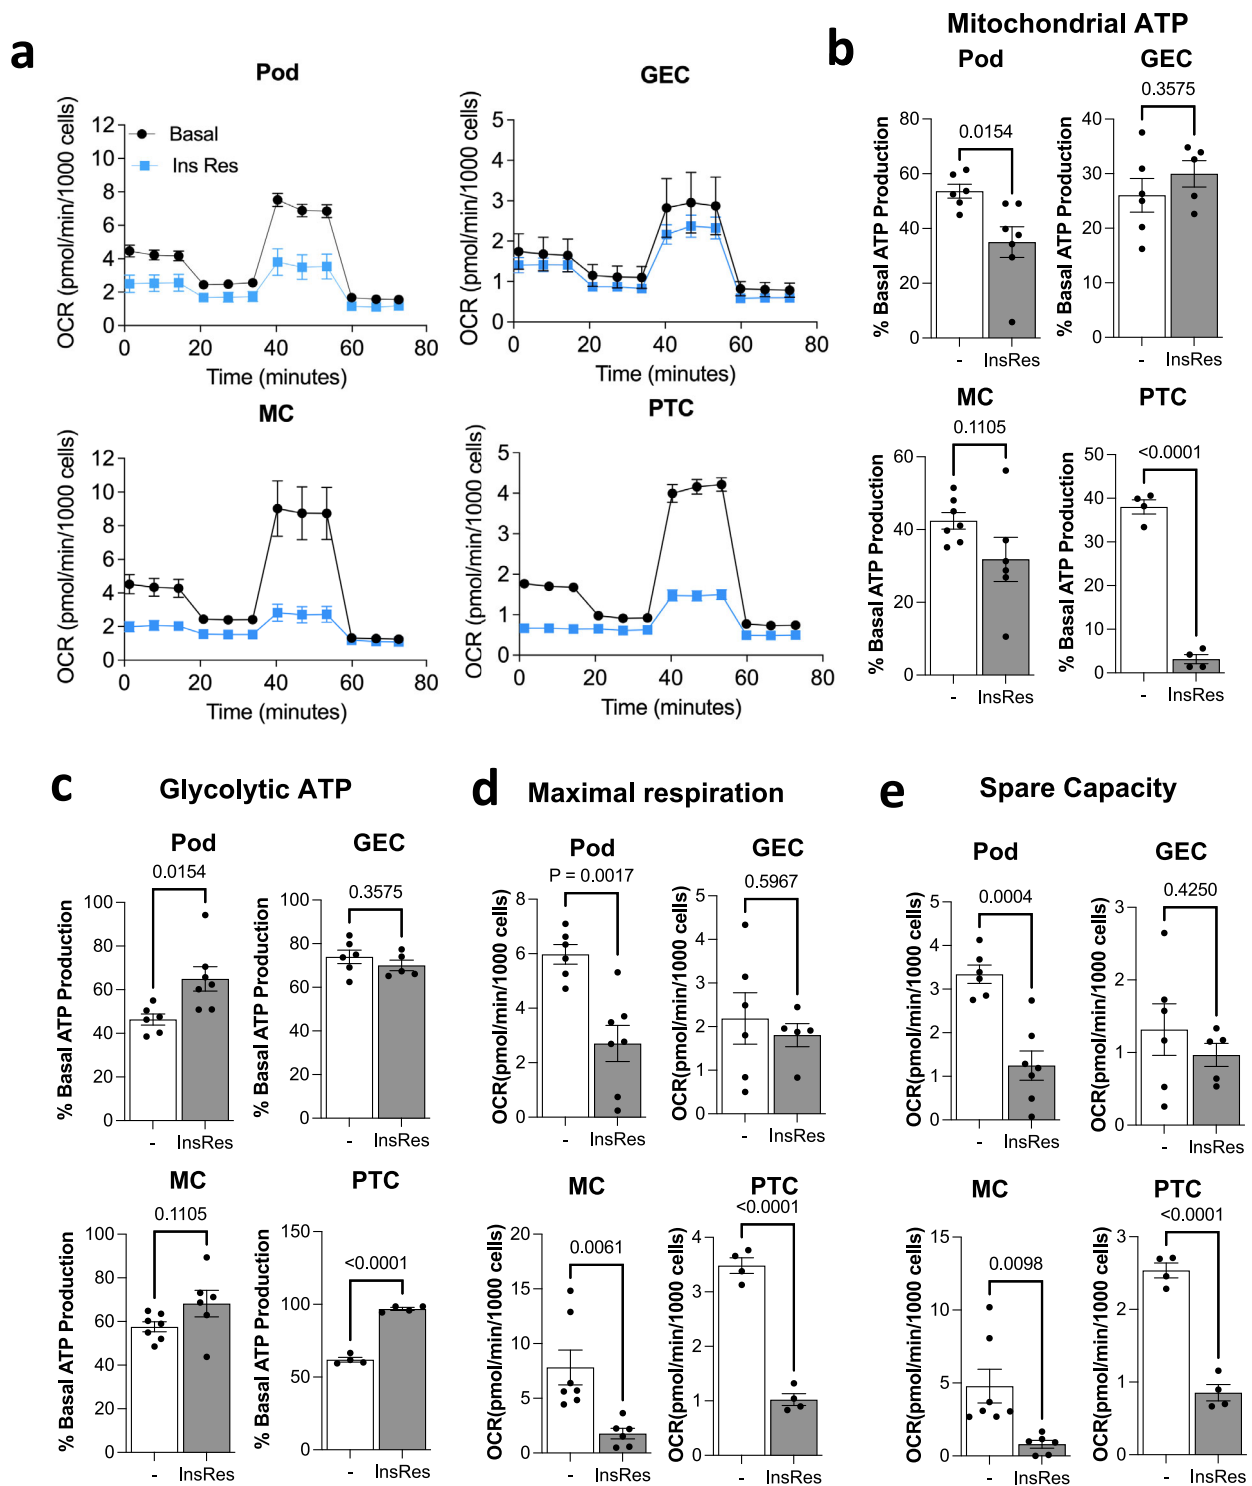 a
Pod
OCR (pmol/min/1000 cells)
12
10
8
6
4
2
0
Basal
Ins Res
0 20 40 60 80
Time (minutes)
GEC
OCR (pmol/min/1000 cells)
5
4
3
2
1
0
0 20 40 60 80
Time (minutes)
MC
OCR (pmol/min/1000 cells)
12
10
8
6
4
2
0
0 20 40 60 80
Time (minutes)
PTC
OCR (pmol/min/1000 cells)
5
4
3
2
1
0
0 20 40 60 80
Time (minutes)
b
Mitochondrial ATP
Pod
0.0154
% Basal ATP Production
80
60
40
20
0
- InsRes
GEC
0.3575
% Basal ATP Production
40
30
20
10
0
- InsRes
MC
0.1105
% Basal ATP Production
60
40
20
0
- InsRes
PTC
<0.0001
% Basal ATP Production
50
40
30
20
10
0
- InsRes
c
Glycolytic ATP
Pod
0.0154
% Basal ATP Production
100
80
60
40
20
0
- InsRes
GEC
0.3575
% Basal ATP Production
100
80
60
40
20
0
- InsRes
MC
0.1105
% Basal ATP Production
100
80
60
40
20
0
- InsRes
PTC
<0.0001
% Basal ATP Production
150
100
50
0
- InsRes
d
Maximal respiration
Pod
P = 0.0017
OCR(pmol/min/1000 cells)
8
6
4
2
0
- InsRes
GEC
0.5967
OCR(pmol/min/1000 cells)
5
4
3
2
1
0
- InsRes
MC
0.0061
OCR(pmol/min/1000 cells)
20
15
10
5
0
- InsRes
PTC
<0.0001
OCR(pmol/min/1000 cells)
4
3
2
1
0
- InsRes
e
Spare Capacity
Pod
0.0004
OCR(pmol/min/1000 cells)
5
4
3
2
1
0
- InsRes
GEC
0.4250
OCR(pmol/min/1000 cells)
3
2
1
0
- InsRes
MC
0.0098
OCR(pmol/min/1000 cells)
15
10
5
0
- InsRes
PTC
<0.0001
OCR(pmol/min/1000 cells)
3
2
1
0
- InsRes